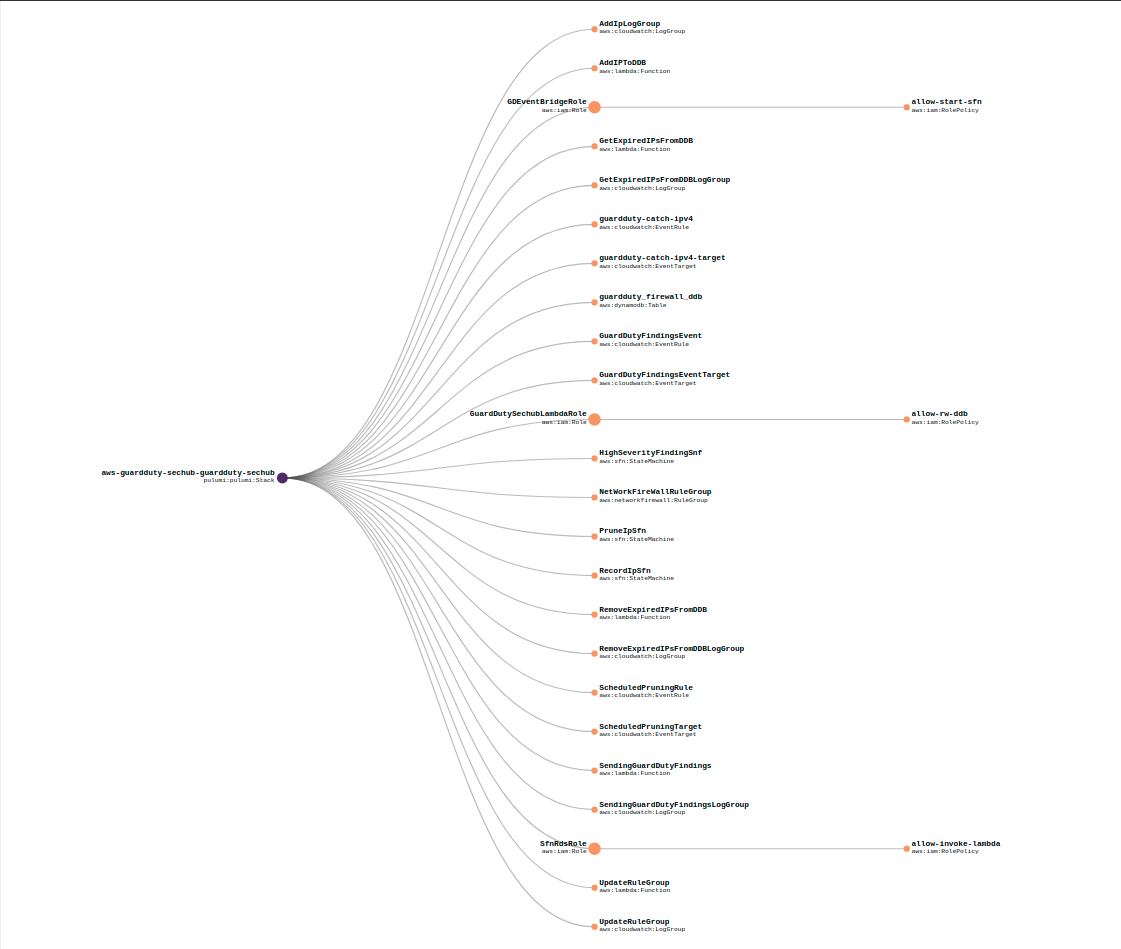 AddIpLogGroup
aws:cloudwatch:LogGroup
AddIPToDDB
aws:lambda:Function
GDEventBridgeRole
aws:iam:Role
allow-start-sfn
aws:iam:RolePolicy
GetExpiredIPsFromDDB
aws:lambda:Function
GetExpiredIPsFromDDBLogGroup
aws:cloudwatch:LogGroup
guardduty-catch-ipv4
aws:cloudwatch:EventRule
guardduty-catch-ipv4-target
aws:cloudwatch:EventTarget
guardduty_firewall_ddb
aws:dynamodb:Table
GuardDutyFindingsEvent
aws:cloudwatch:EventRule
GuardDutyFindingsEventTarget
aws:cloudwatch:EventTarget
GuardDutySechubLambdaRole
aws:iam:Role
allow-rw-ddb
aws:iam:RolePolicy
HighSeverityFindingSnf
aws:sfn:StateMachine
aws-guardduty-sechub-guardduty-sechub
pulumi:pulumi:Stack
NetWorkFireWallRuleGroup
aws:networkfirewall:RuleGroup
PruneIpSfn
aws:sfn:StateMachine
RecordIpSfn
aws:sfn:StateMachine
RemoveExpiredIPsFromDDB
aws:lambda:Function
RemoveExpiredIPsFromDDBLogGroup
aws:cloudwatch:LogGroup
ScheduledPruningRule
aws:cloudwatch:EventRule
ScheduledPruningTarget
aws:cloudwatch:EventTarget
SendingGuardDutyFindings
aws:lambda:Function
SendingGuardDutyFindingsLogGroup
aws:cloudwatch:LogGroup
SfnRdsRole
aws:iam:Role
allow-invoke-lambda
aws:iam:RolePolicy
UpdateRuleGroup
aws:lambda:Function
UpdateRuleGroup
aws:cloudwatch:LogGroup